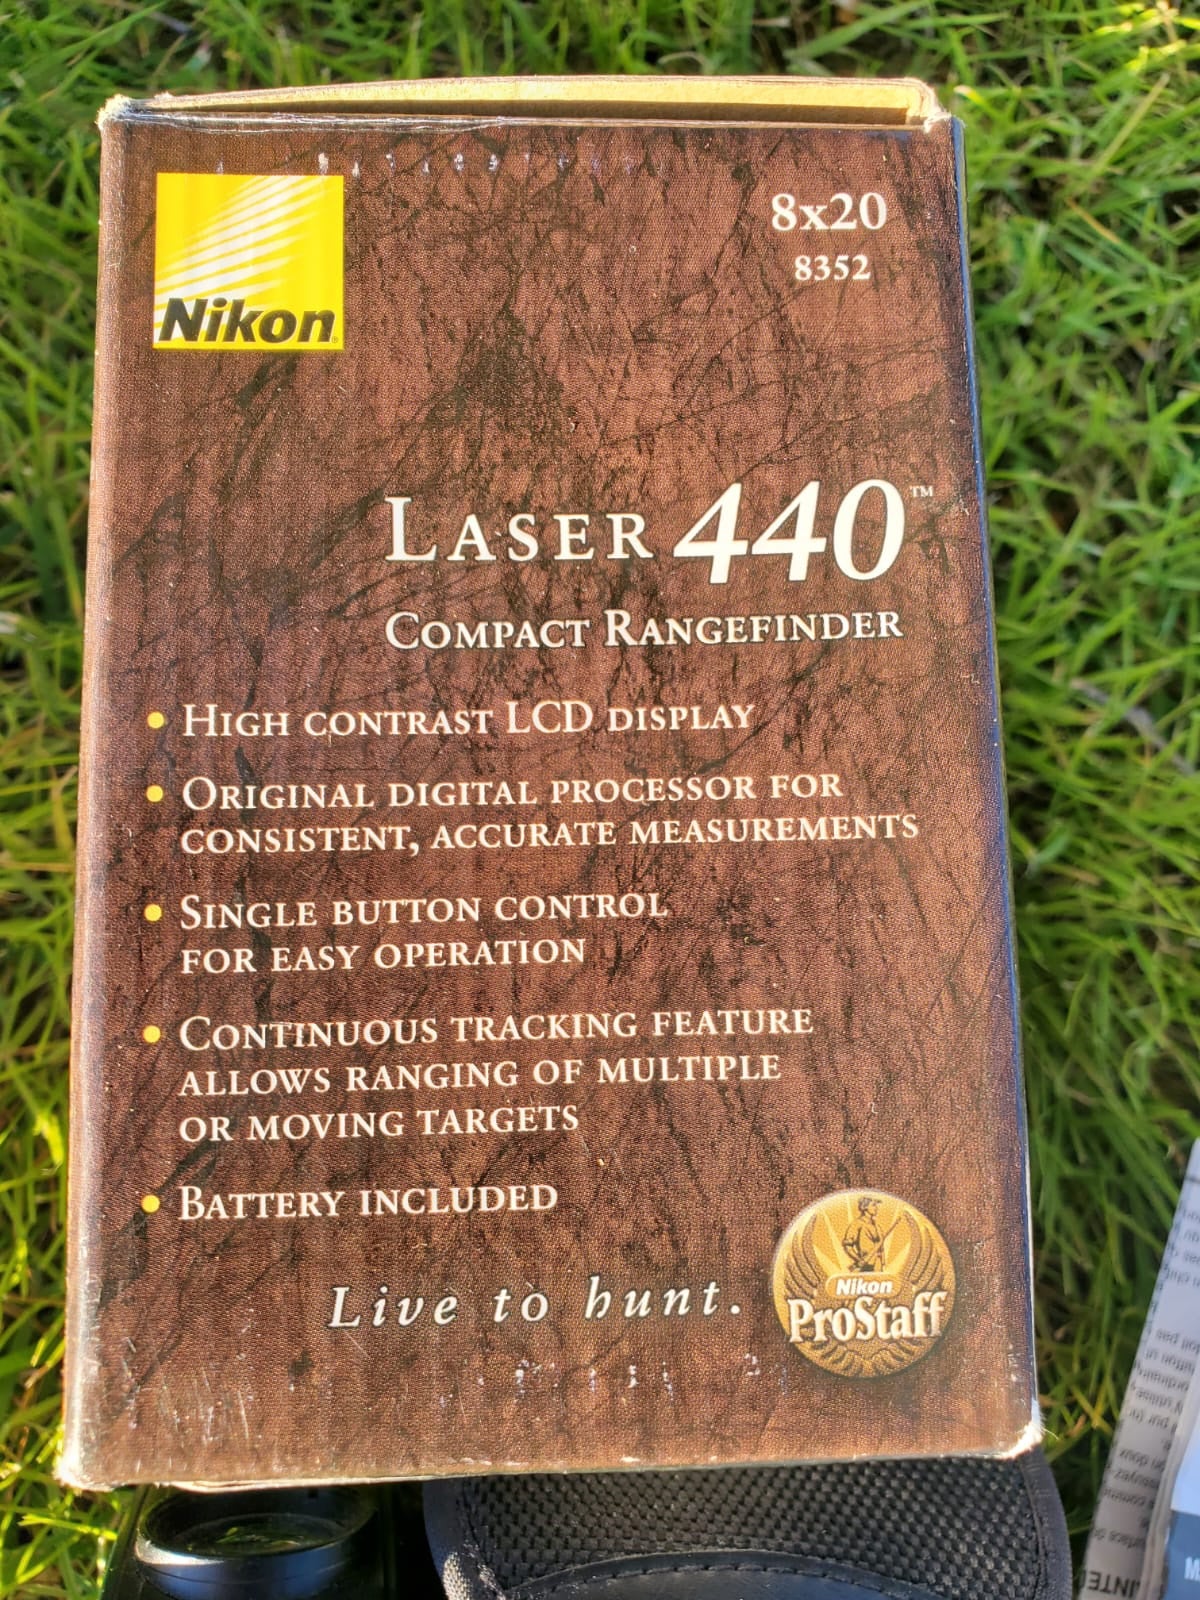 Nikon
8x20
8352
LASER 440™
COMPACT RANGEFINDER
• HIGH CONTRAST LCD DISPLAY
• ORIGINAL DIGITAL PROCESSOR FOR
CONSISTENT, ACCURATE MEASUREMENTS
• SINGLE BUTTON CONTROL
FOR EASY OPERATION
• CONTINUOUS TRACKING FEATURE
ALLOWS RANGING OF MULTIPLE
OR MOVING TARGETS
• BATTERY INCLUDED
Live to hunt.
Nikon
ProStaff